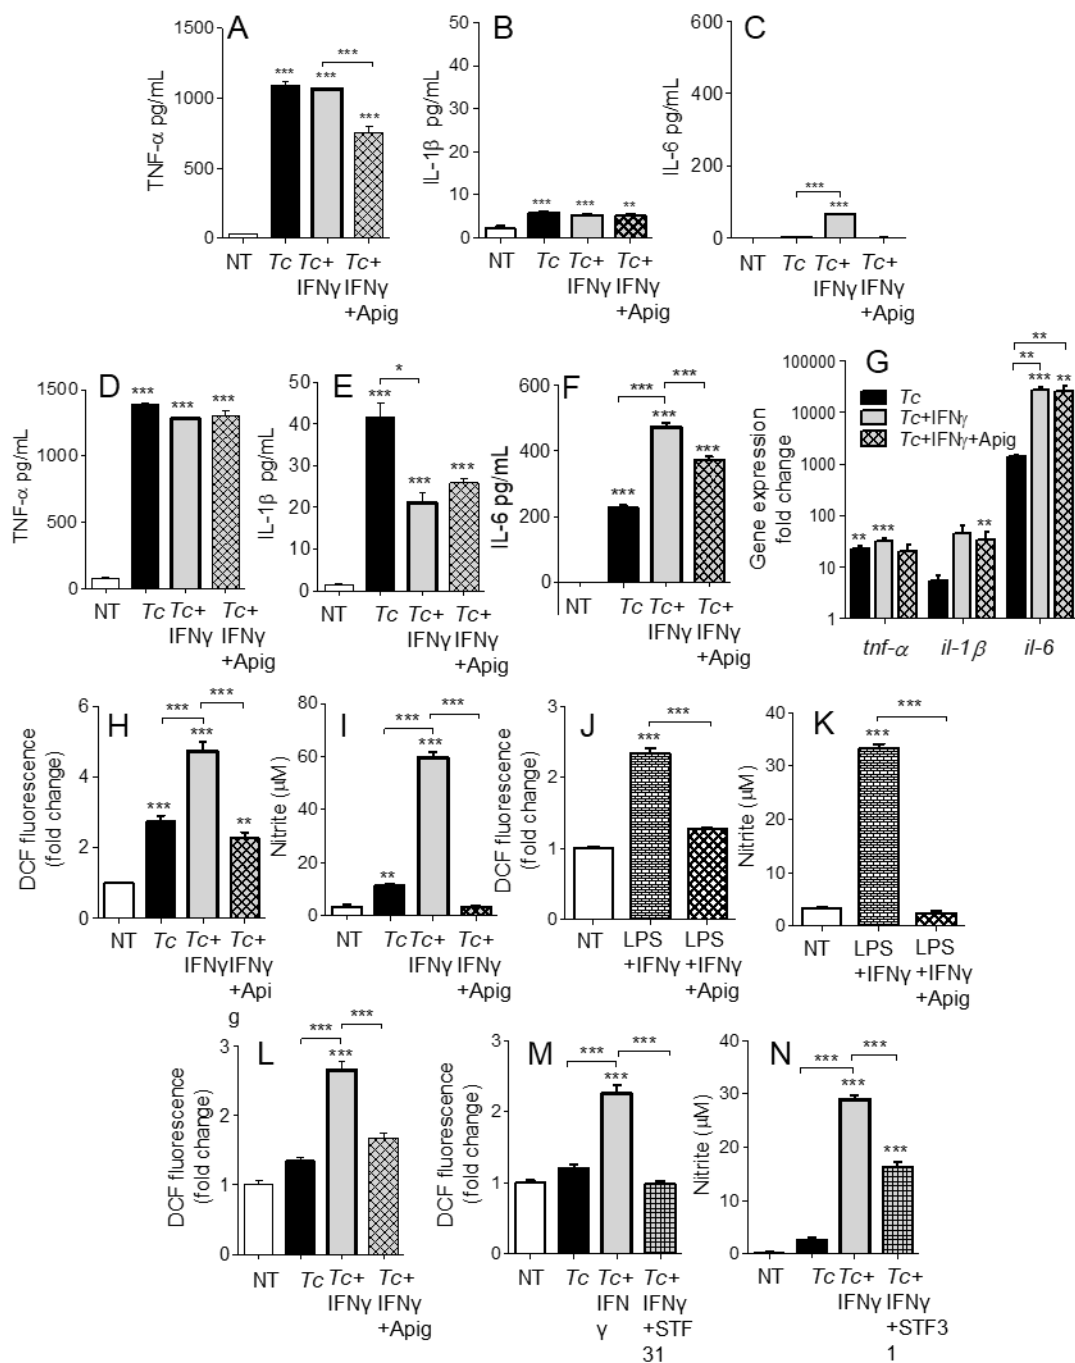 A
TNF-α pg/mL
1500
1000
500
0
***
***
***
***
NT
Tc
Tc+
IFNγ
Tc+
IFNγ
+Apig
B
IL-1β pg/mL
50
40
30
20
10
0
***
***
**
NT
Tc
Tc+
IFNγ
Tc+
IFNγ
+Apig
C
IL-6 pg/mL
600
400
200
0
***
***
NT
Tc
Tc+
IFNγ
Tc+
IFNγ
+Apig
D
TNF-α pg/mL
1500
1000
500
0
***
***
***
NT
Tc
Tc+
IFNγ
Tc+
IFNγ
+Apig
E
IL-1β pg/mL
50
40
30
20
10
0
*
***
***
***
NT
Tc
Tc+
IFNγ
Tc+
IFNγ
+Apig
F
IL-6 pg/mL
600
400
200
0
***
***
***
***
***
NT
Tc
Tc+
IFNγ
Tc+
IFNγ
+Apig
G
Gene expression
fold change
100000
10000
1000
100
10
1
Tc
Tc+IFNγ
Tc+IFNγ+Apig
**
**
***
**
**
***
**
tnf-α
il-1β
il-6
H
DCF fluorescence
(fold change)
6
4
2
0
***
***
***
***
**
NT
Tc
Tc+
IFNγ
Tc+
IFNγ
+Api
g
I
Nitrite (µM)
80
60
40
20
0
***
***
***
**
NT
Tc
Tc+
IFNγ
Tc+
IFNγ
+Apig
J
DCF fluorescence
(fold change)
3
2
1
0
***
***
NT
LPS
+IFNγ
LPS
+IFNγ
+Apig
K
Nitrite (µM)
40
30
20
10
0
***
***
NT
LPS
+IFNγ
LPS
+IFNγ
+Apig
L
DCF fluorescence
(fold change)
3
2
1
0
***
***
***
NT
Tc
Tc+
IFNγ
Tc+
IFNγ
+Apig
M
DCF fluorescence
(fold change)
3
2
1
0
***
***
***
NT
Tc
Tc+
IFN
γ
Tc+
IFNγ
+STF
31
N
Nitrite (µM)
40
30
20
10
0
***
***
***
***
NT
Tc
Tc+
IFNγ
Tc+
IFNγ
+STF3
1